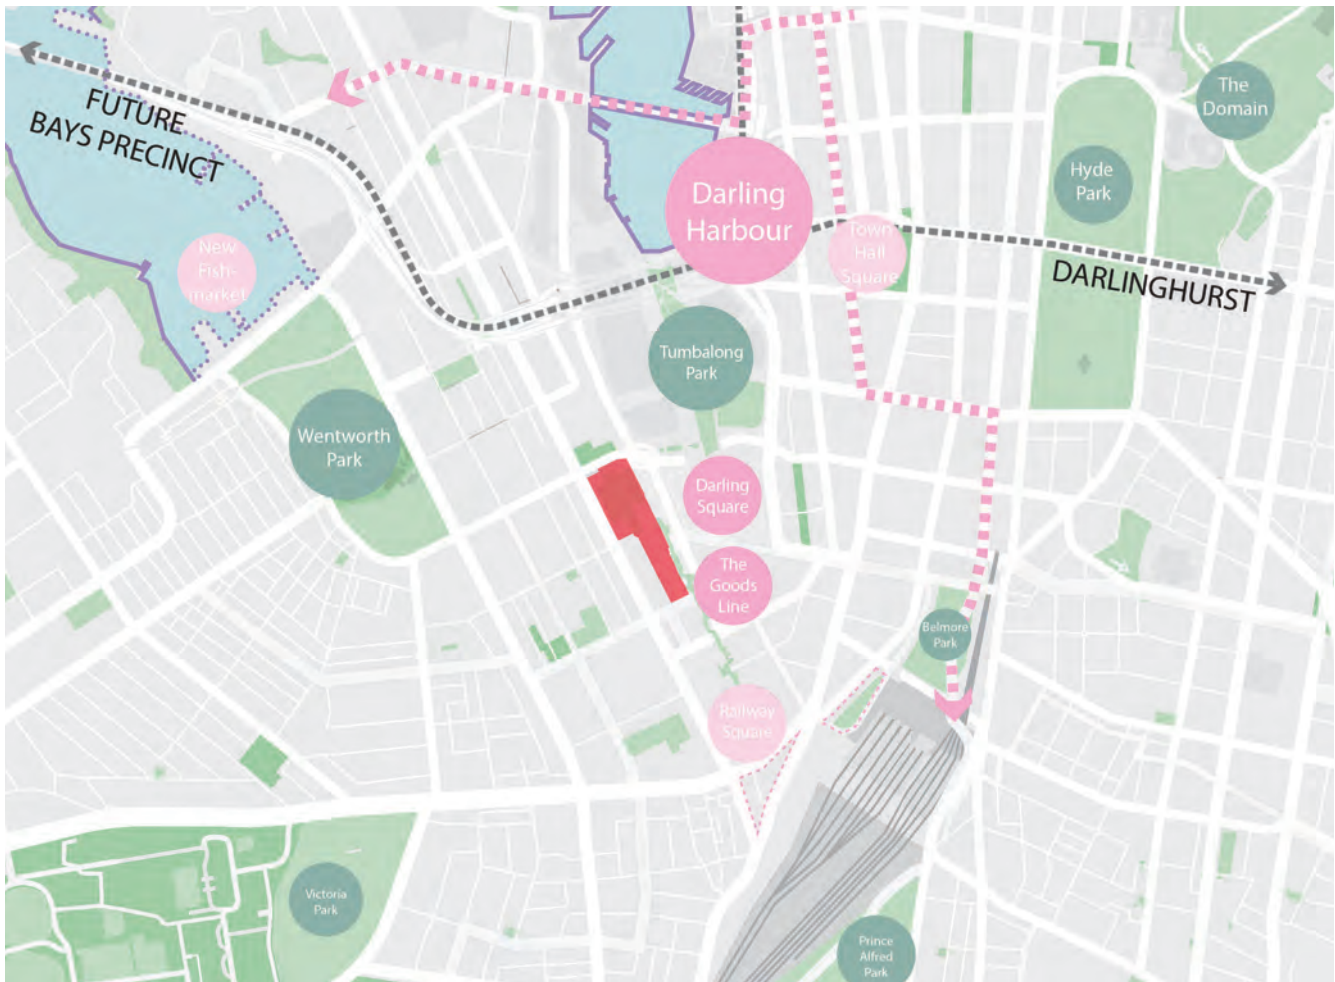 FUTURE
BAYS PRECINCT
The
Domain
Hyde
Park
Darling
Harbour
New
Fish-
market
Town
Hall
Square
DARLINGHURST
Tumbalong
Park
Wentworth
Park
Darling
Square
The
Goods
Line
Belmore
Park
Railway
Square
Victoria
Park
Prince
Alfred
Park